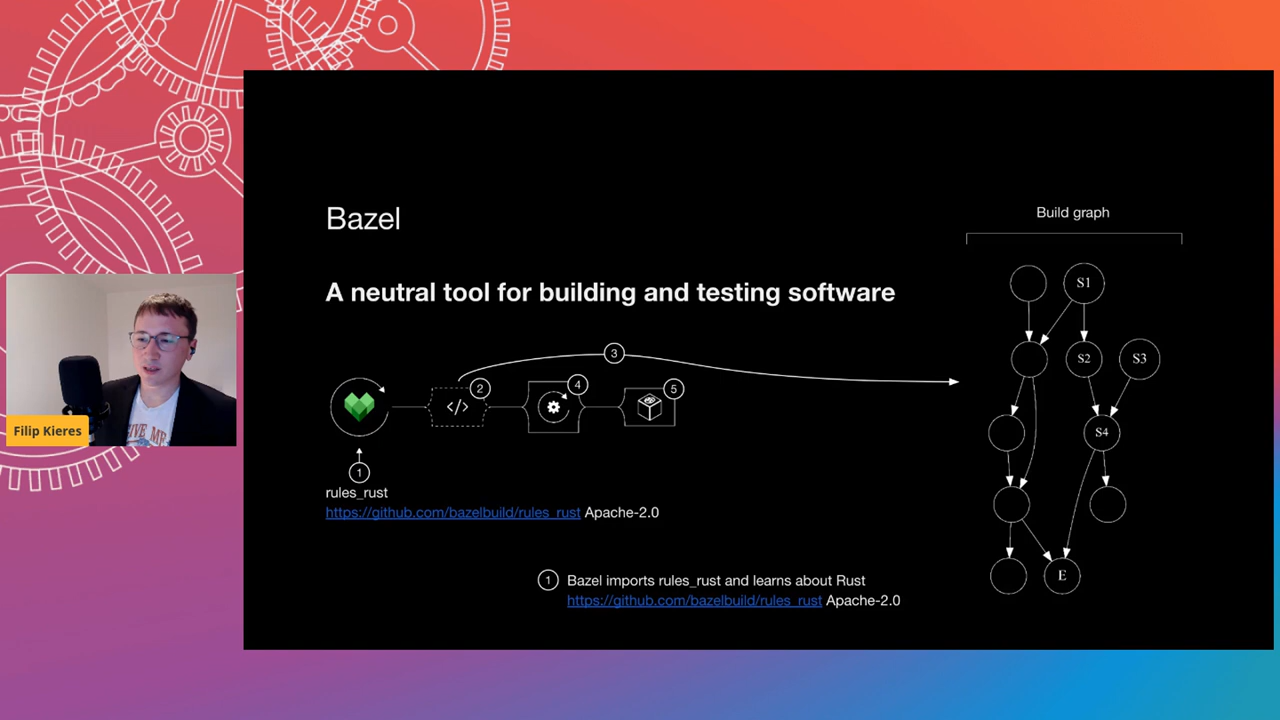 Bazel
A neutral tool for building and testing software
3
2
4
5
</>
1
rules_rust
https://github.com/bazelbuild/rules_rust Apache-2.0
1 Bazel imports rules_rust and learns about Rust
https://github.com/bazelbuild/rules_rust Apache-2.0
Build graph
S1
S2
S3
S4
E
Filip Kieres